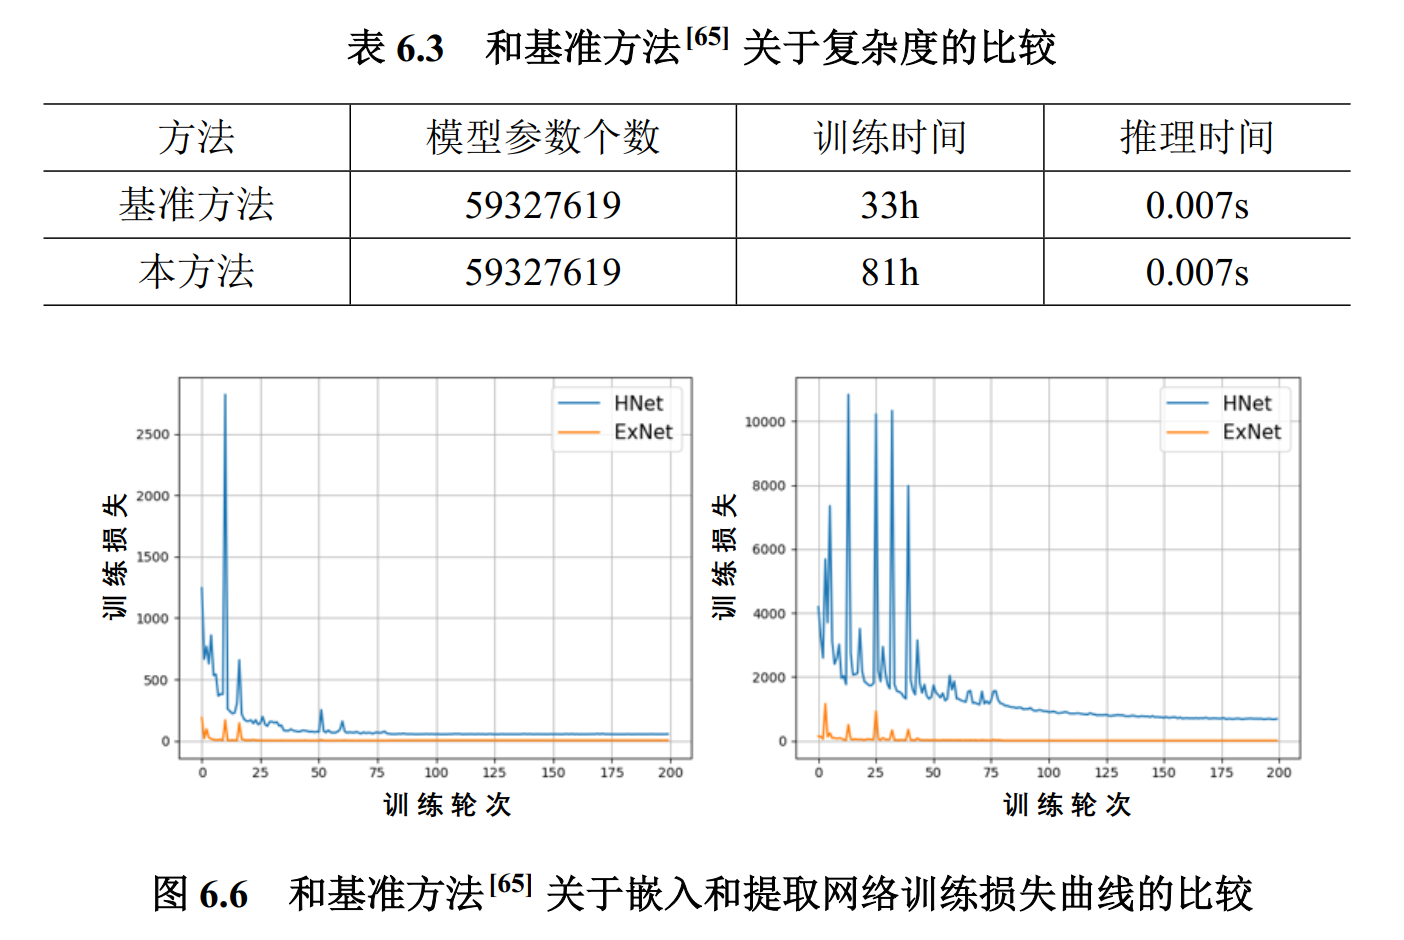 表 6.3 和基准方法[65] 关于复杂度的比较
方法 模型参数个数 训练时间 推理时间
基准方法 59327619 33h 0.007s
本方法 59327619 81h 0.007s
HNet
ExNet
2500
2000
1500
1000
500
0
训练损失
0 25 50 75 100 125 150 175 200
训练轮次
HNet
ExNet
10000
8000
6000
4000
2000
0
训练损失
0 25 50 75 100 125 150 175 200
训练轮次
图 6.6 和基准方法[65] 关于嵌入和提取网络训练损失曲线的比较